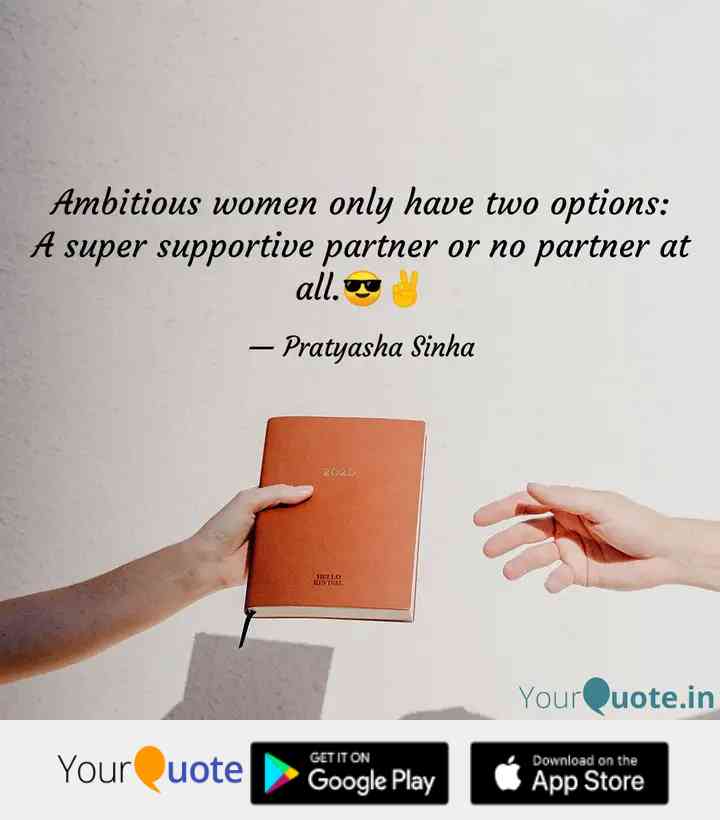 Ambitious women only have two options:
A super supportive partner or no partner at
all.😎✌
— Pratyasha Sinha
2020
HELLO
REVIVAL
YourQuote.in
YourQuote
GET IT ON
Google Play
Download on the
App Store